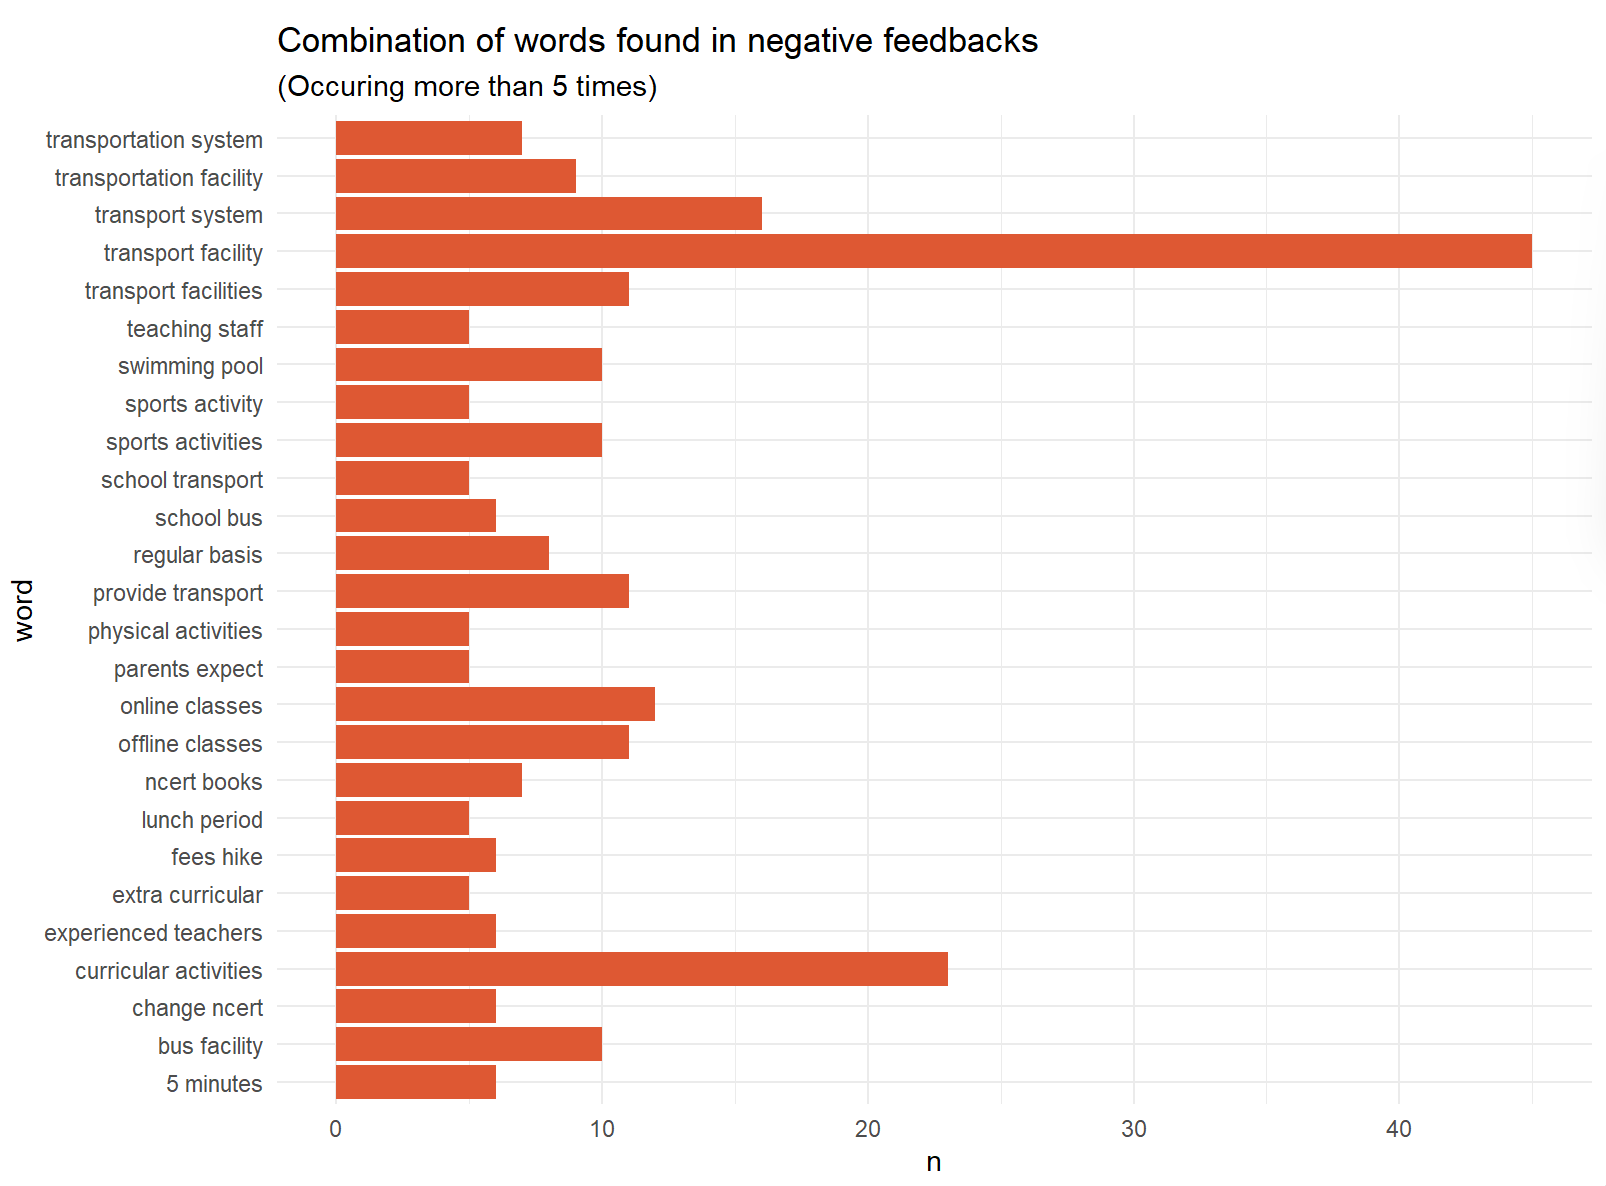 Combination of words found in negative feedbacks
(Occuring more than 5 times)
transportation system
transportation facility
transport system
transport facility
transport facilities
teaching staff
swimming pool
sports activity
sports activities
school transport
school bus
regular basis
provide transport
physical activities
parents expect
online classes
offline classes
ncert books
lunch period
fees hike
extra curricular
experienced teachers
curricular activities
change ncert
bus facility
5 minutes
word
0 10 20 30 40
n